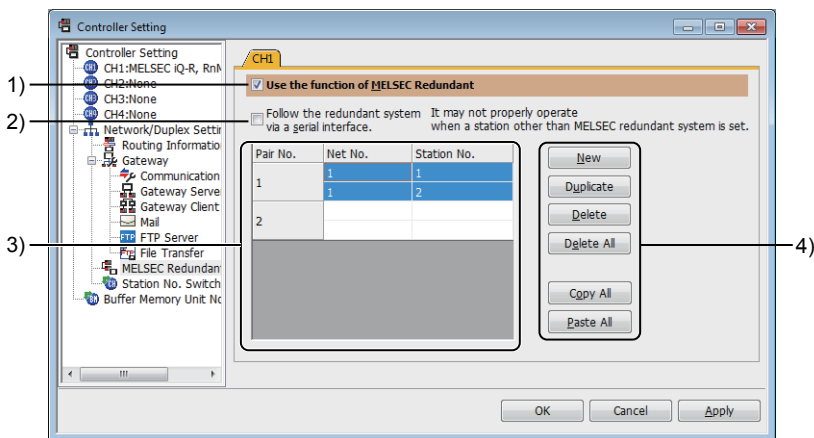 Controller Setting
Controller Setting
CH1:MELSEC iQ-R, RnM
CH2:None
CH3:None
CH4:None
Network/Duplex Settin
Routing Informatio
Gateway
Communication
Gateway Serve
Gateway Client
Mail
FTP Server
File Transfer
MELSEC Redundan
Station No. Switch
Buffer Memory Unit No
CH1
1)
Use the function of MELSEC Redundant
2)
Follow the redundant system It may not properly operate
via a serial interface. when a station other than MELSEC redundant system is set.
Pair No. Net No. Station No.
1
1 1
1 2
2
3)
New
Duplicate
Delete
Delete All
4)
Copy All
Paste All
OK Cancel Apply